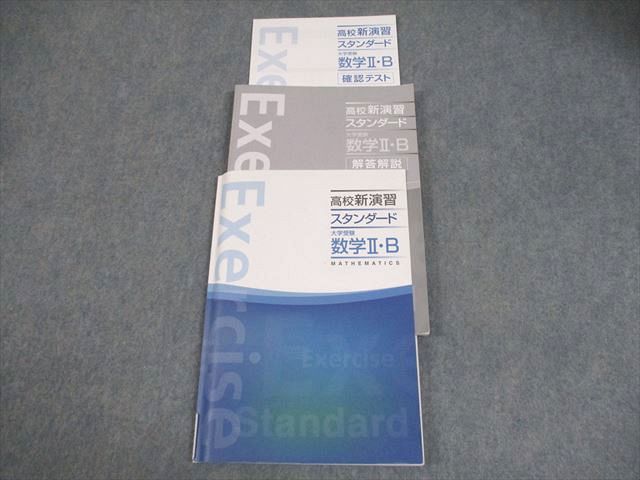 Exe
高校新演習
スタンダード
大学受験
数学Ⅱ・B
確認テスト
Exe
高校新演習
スタンダード
大学受験
数学Ⅱ・B
解答解説
Exercise
高校新演習
スタンダード
大学受験
数学Ⅱ・B
MATHEMATICS
Exercise
Ex
Standard